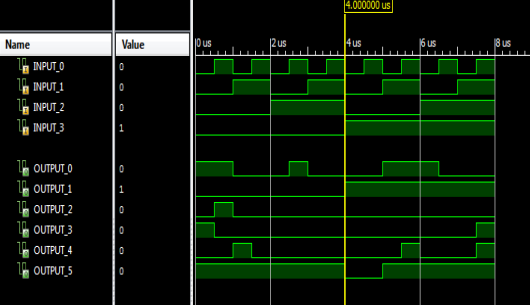 4.000000 us
Name Value 0 us 2 us 4 us 6 us 8 us
INPUT_0 0
INPUT_1 0
INPUT_2 0
INPUT_3 1
OUTPUT_0 0
OUTPUT_1 1
OUTPUT_2 0
OUTPUT_3 0
OUTPUT_4 0
OUTPUT_5 0